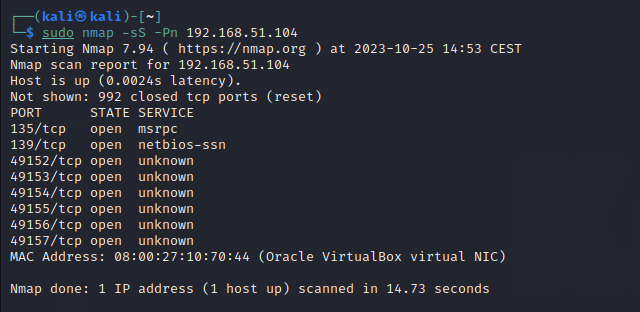 ┌──(kali㉿kali)-[~]
└─$ sudo nmap -sS -Pn 192.168.51.104
Starting Nmap 7.94 ( https://nmap.org ) at 2023-10-25 14:53 CEST
Nmap scan report for 192.168.51.104
Host is up (0.0024s latency).
Not shown: 992 closed tcp ports (reset)
PORT      STATE SERVICE
135/tcp   open  msrpc
139/tcp   open  netbios-ssn
49152/tcp open  unknown
49153/tcp open  unknown
49154/tcp open  unknown
49155/tcp open  unknown
49156/tcp open  unknown
49157/tcp open  unknown
MAC Address: 08:00:27:10:70:44 (Oracle VirtualBox virtual NIC)
Nmap done: 1 IP address (1 host up) scanned in 14.73 seconds